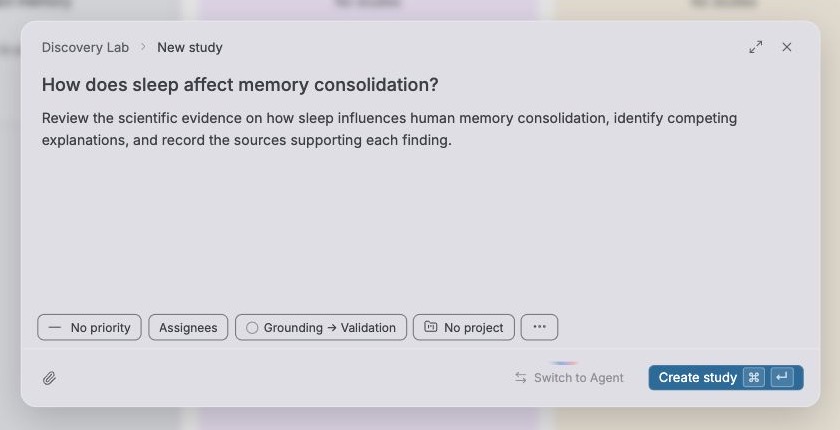 Discovery Lab > New study
How does sleep affect memory consolidation?
Review the scientific evidence on how sleep influences human memory consolidation, identify competing
explanations, and record the sources supporting each finding.
— No priority Assignees Grounding → Validation No project ...
Switch to Agent Create study ⌘ ↵